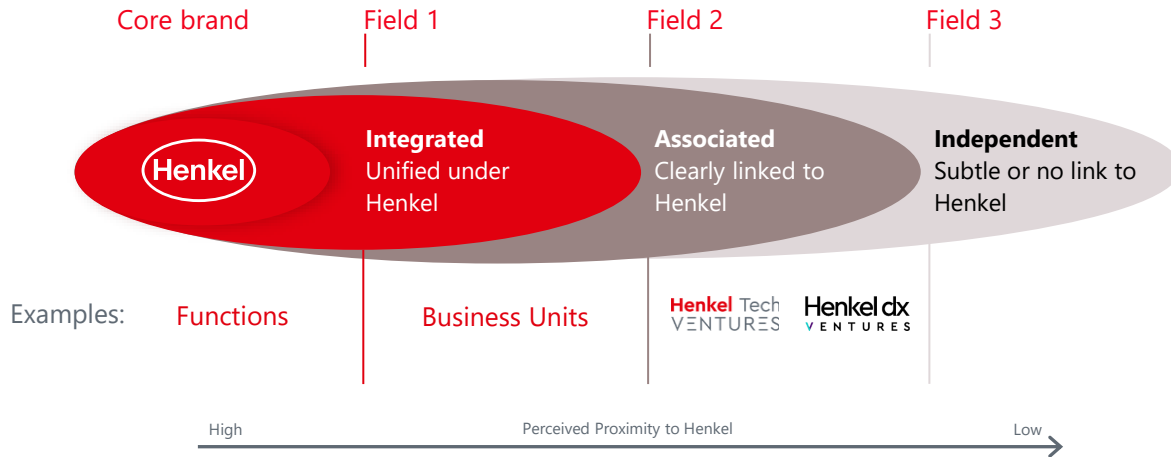 Core brand
Field 1
Field 2
Field 3
Henkel
Integrated
Unified under
Henkel
Associated
Clearly linked to
Henkel
Independent
Subtle or no link to
Henkel
Examples:
Functions
Business Units
Henkel Tech
VENTURES
Henkel dx
VENTURES
High
Perceived Proximity to Henkel
Low